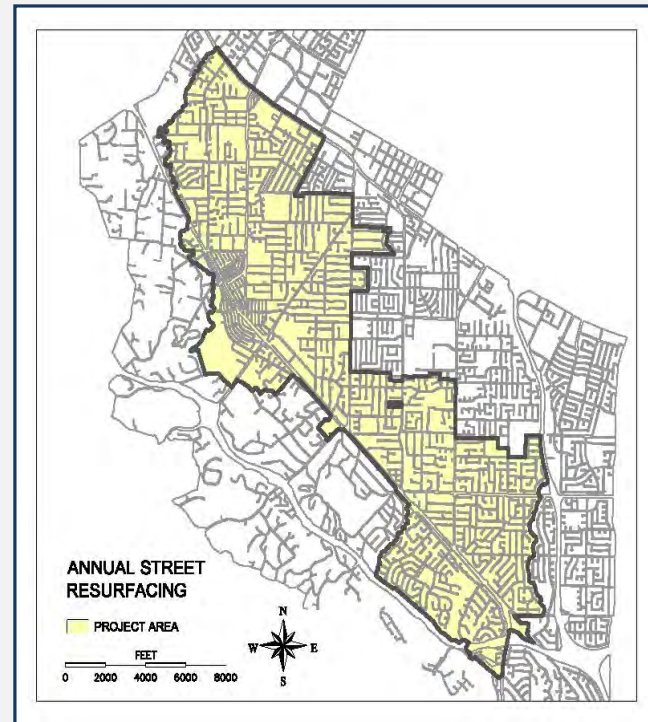 ANNUAL STREET
RESURFACING
PROJECT AREA
FEET
0 2000 4000 6000 8000
N
W E
S